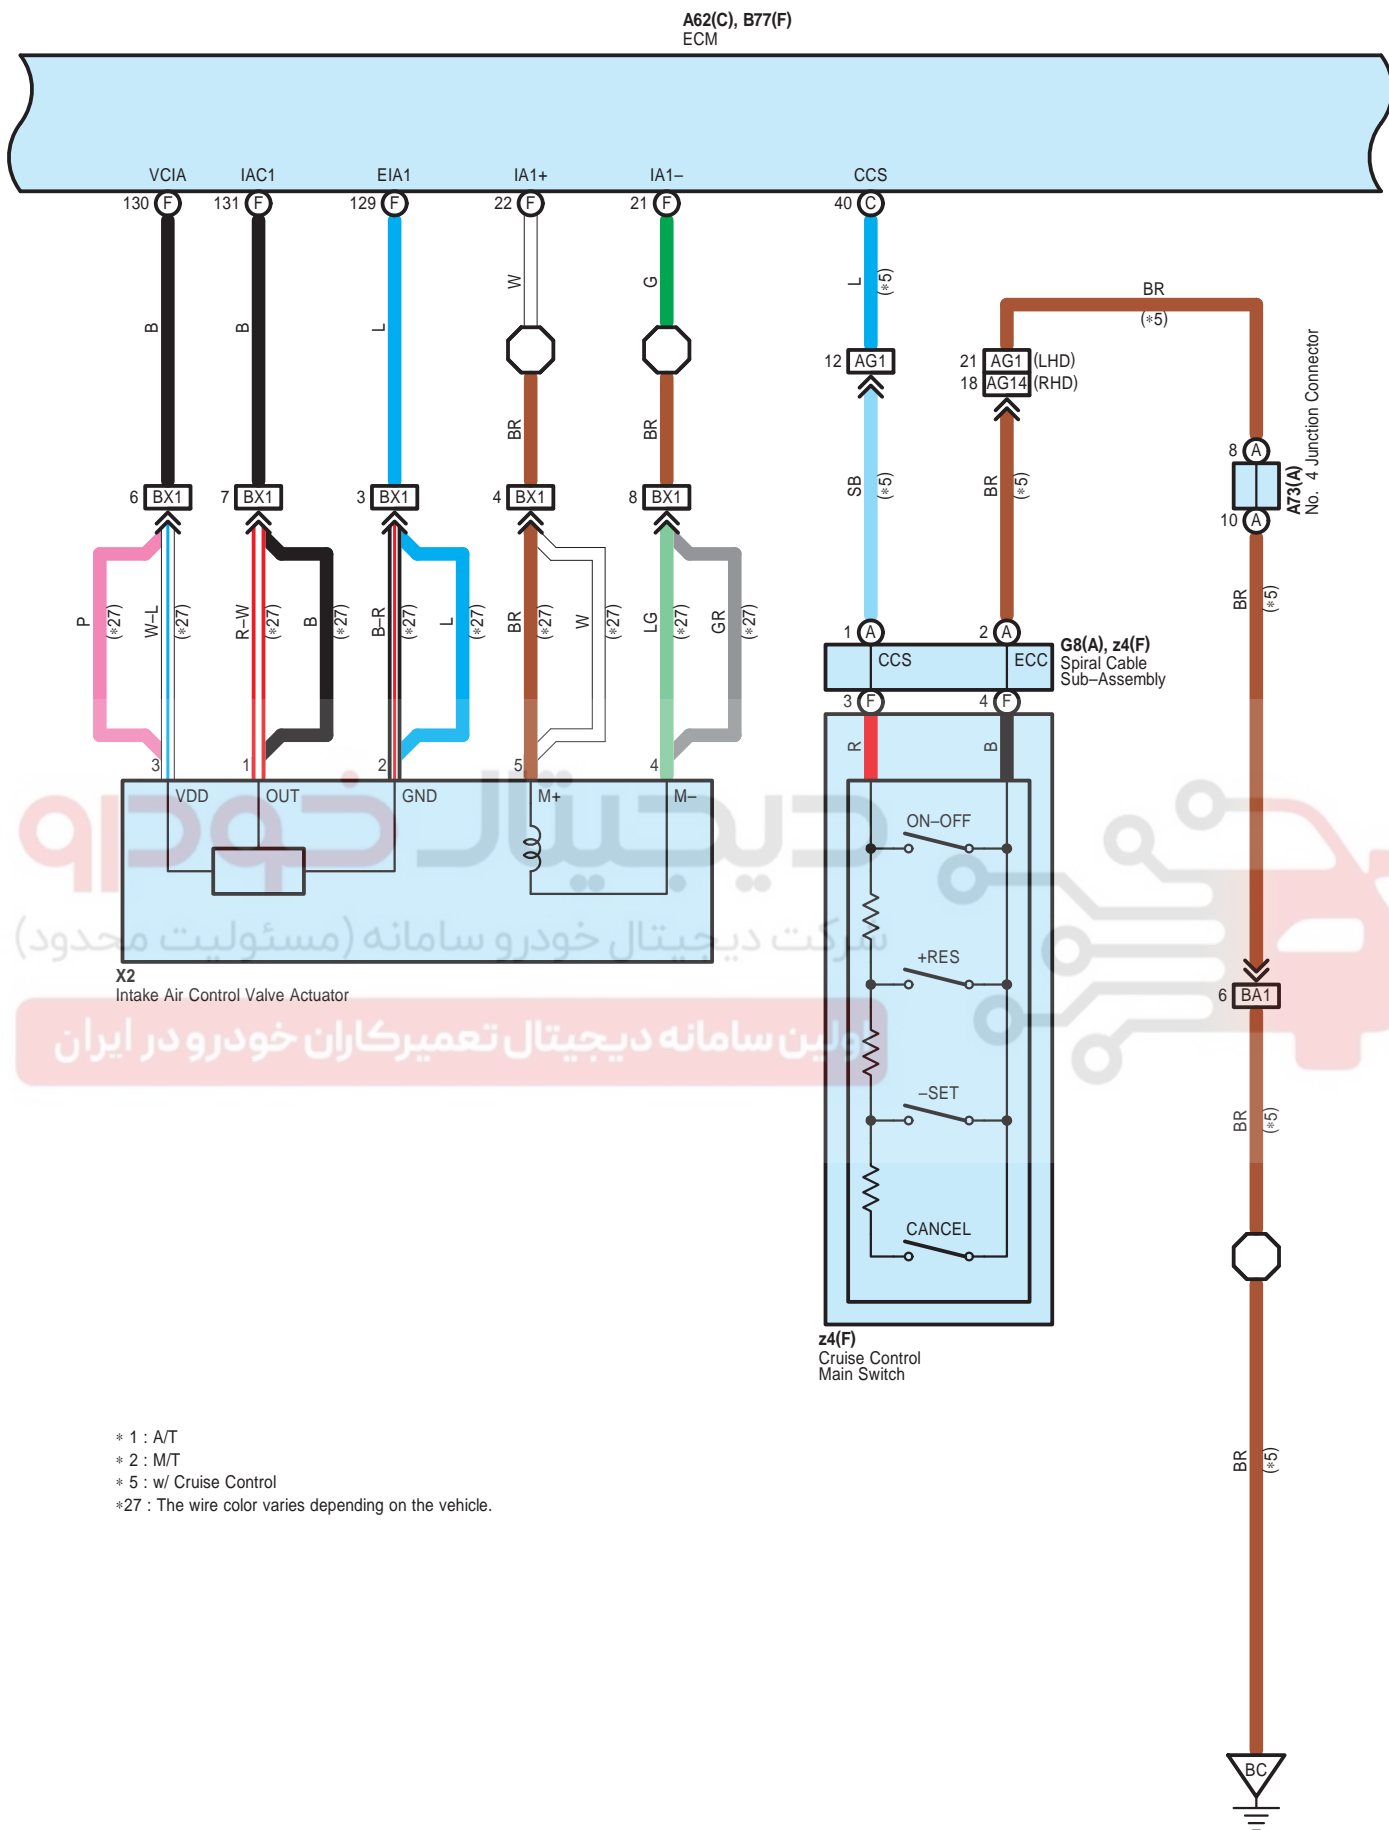 A62(C), B77(F)
ECM
VCIA IAC1 EIA1 IA1+ IA1– CCS
130 F 131 F 129 F 22 F 21 F 40 C
B B L W G L (*5)
BR
(*5)
12 AG1 21 AG1 (LHD)
18 AG14 (RHD)
BR BR SB (*5) BR (*5)
8 A
A73(A)
No. 4 Junction Connector
10 A
6 BX1 7 BX1 3 BX1 4 BX1 8 BX1
P (*27) W–L (*27) R–W (*27) B (*27) B–R (*27) L (*27) BR (*27) W (*27) LG (*27) GR (*27)
BR (*5)
1 A 2 A
CCS ECC
G8(A), z4(F)
Spiral Cable
Sub–Assembly
3 F 4 F
R B
3 1 2 5 4
VDD OUT GND M+ M–
ON–OFF
دیجیتال خودرو
شرکت دیجیتال خودرو سامانه (مسئولیت محدود)
+RES
X2
Intake Air Control Valve Actuator
6 BA1
اولین سامانه دیجیتال تعمیرکاران خودرو در ایران
–SET
BR (*5)
CANCEL
z4(F)
Cruise Control
Main Switch
* 1 : A/T
* 2 : M/T
* 5 : w/ Cruise Control
*27 : The wire color varies depending on the vehicle.
BR (*5)
BC